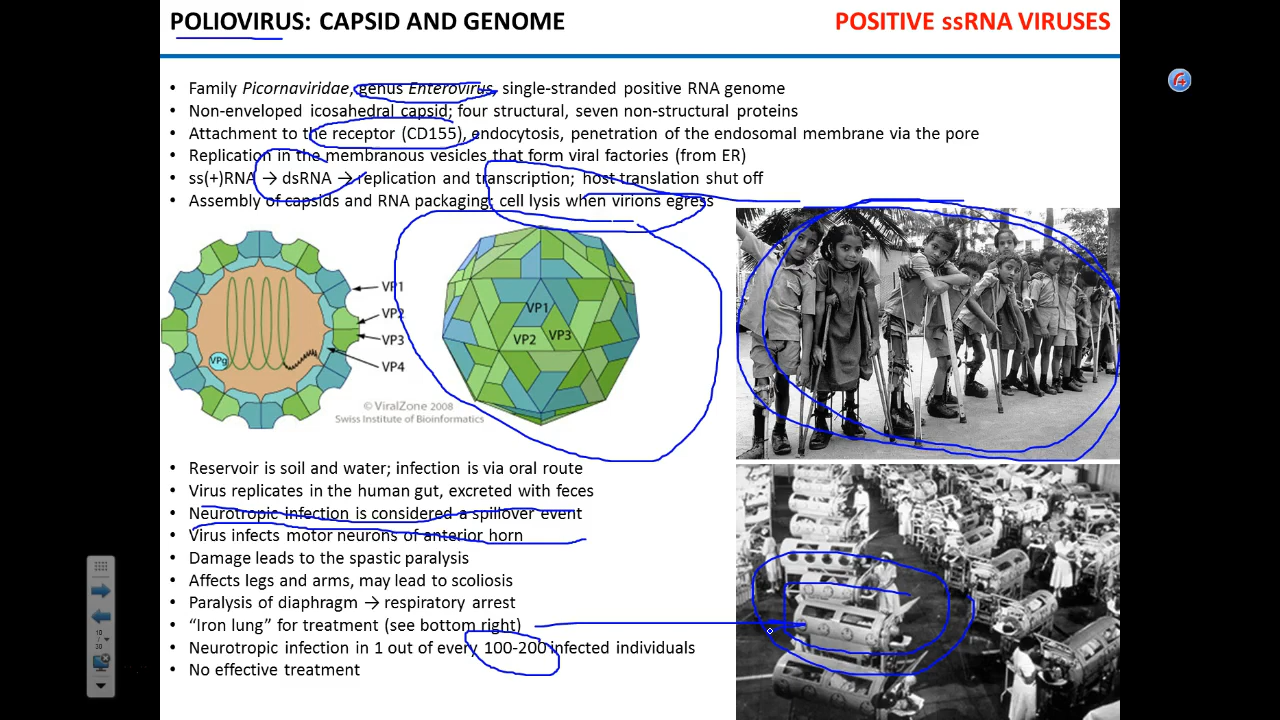 POLIOVIRUS: CAPSID AND GENOME
POSITIVE ssRNA VIRUSES
• Family Picornaviridae, genus Enterovirus, single-stranded positive RNA genome
• Non-enveloped icosahedral capsid; four structural, seven non-structural proteins
• Attachment to the receptor (CD155), endocytosis, penetration of the endosomal membrane via the pore
• Replication in the membranous vesicles that form viral factories (from ER)
• ss(+)RNA → dsRNA → replication and transcription; host translation shut off
• Assembly of capsids and RNA packaging; cell lysis when virions egress
VP1
VP2
VP3
VP4
VPg
VP1
VP2
VP3
© ViralZone 2008
Swiss Institute of Bioinformatics
• Reservoir is soil and water; infection is via oral route
• Virus replicates in the human gut, excreted with feces
• Neurotropic infection is considered a spillover event
• Virus infects motor neurons of anterior horn
• Damage leads to the spastic paralysis
• Affects legs and arms, may lead to scoliosis
• Paralysis of diaphragm → respiratory arrest
• “Iron lung” for treatment (see bottom right)
• Neurotropic infection in 1 out of every 100-200 infected individuals
• No effective treatment
10
/
30